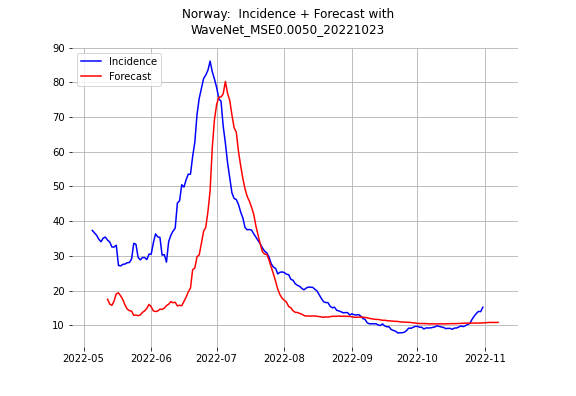 Norway:  Incidence + Forecast with
WaveNet_MSE0.0050_20221023
Incidence
Forecast
90
80
70
60
50
40
30
20
10
2022-05 2022-06 2022-07 2022-08 2022-09 2022-10 2022-11